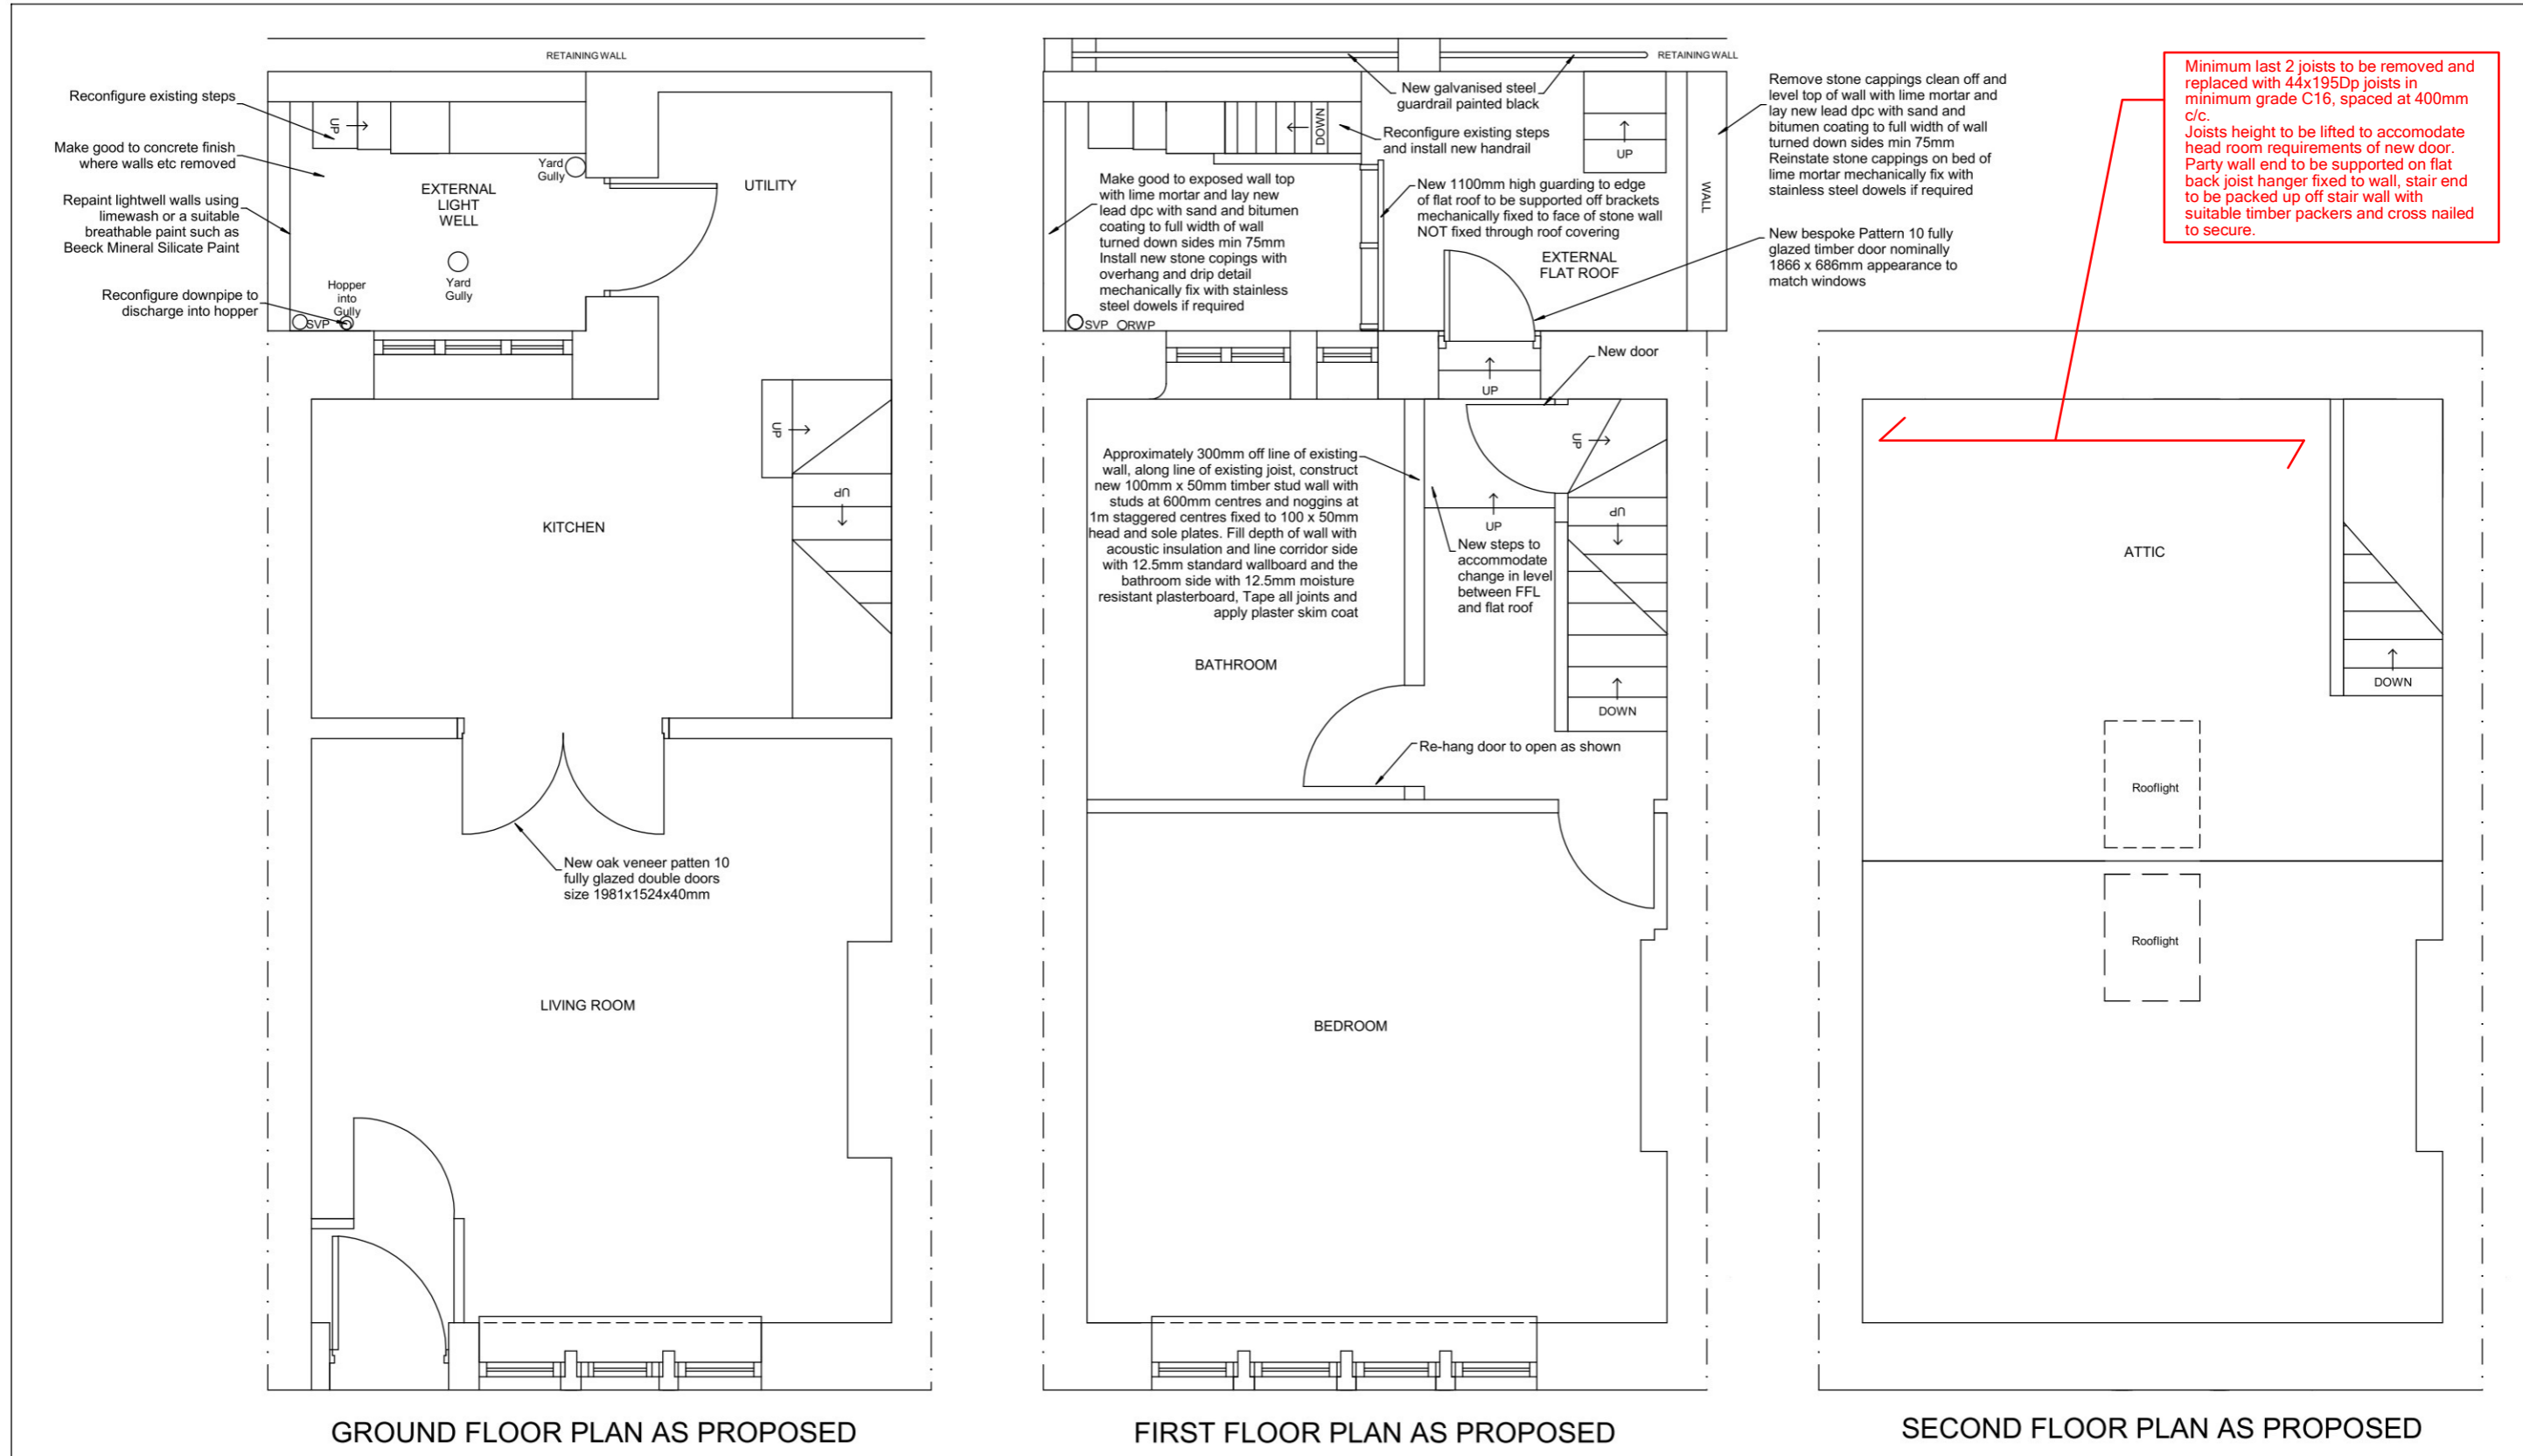 RETAINING WALL
Reconfigure existing steps
UP
Make good to concrete finish
where walls etc removed
Yard
Gully
EXTERNAL
LIGHT
WELL
UTILITY
Repaint lightwell walls using
limewash or a suitable
breathable paint such as
Beeck Mineral Silicate Paint
Yard
Gully
Reconfigure downpipe to
discharge into hopper
Hopper
into
Gully
SVP
UP
UP
KITCHEN
New oak veneer patten 10
fully glazed double doors
size 1981x1524x40mm
LIVING ROOM
GROUND FLOOR PLAN AS PROPOSED
RETAINING WALL
New galvanised steel
guardrail painted black
DOWN
Reconfigure existing steps
and install new handrail
UP
WALL
Remove stone cappings clean off and
level top of wall with lime mortar and
lay new lead dpc with sand and
bitumen coating to full width of wall
turned down sides min 75mm
Reinstate stone cappings on bed of
lime mortar mechanically fix with
stainless steel dowels if required
Make good to exposed wall top
with lime mortar and lay new
lead dpc with sand and bitumen
coating to full width of wall
turned down sides min 75mm
Install new stone copings with
overhang and drip detail
mechanically fix with stainless
steel dowels if required
New 1100mm high guarding to edge
of flat roof to be supported off brackets
mechanically fixed to face of stone wall
NOT fixed through roof covering
EXTERNAL
FLAT ROOF
New bespoke Pattern 10 fully
glazed timber door nominally
1866 x 686mm appearance to
match windows
SVP
RWP
New door
UP
UP
Approximately 300mm off line of existing
wall, along line of existing joist, construct
new 100mm x 50mm timber stud wall with
studs at 600mm centres and noggins at
1m staggered centres fixed to 100 x 50mm
head and sole plates. Fill depth of wall with
acoustic insulation and line corridor side
with 12.5mm standard wallboard and the
bathroom side with 12.5mm moisture
resistant plasterboard, Tape all joints and
apply plaster skim coat
UP
UP
New steps to
accommodate
change in level
between FFL
and flat roof
BATHROOM
DOWN
Re-hang door to open as shown
BEDROOM
FIRST FLOOR PLAN AS PROPOSED
Minimum last 2 joists to be removed and
replaced with 44x195Dp joists in
minimum grade C16, spaced at 400mm
c/c.
Joists height to be lifted to accomodate
head room requirements of new door.
Party wall end to be supported on flat
back joist hanger fixed to wall, stair end
to be packed up off stair wall with
suitable timber packers and cross nailed
to secure.
ATTIC
DOWN
Rooflight
Rooflight
SECOND FLOOR PLAN AS PROPOSED